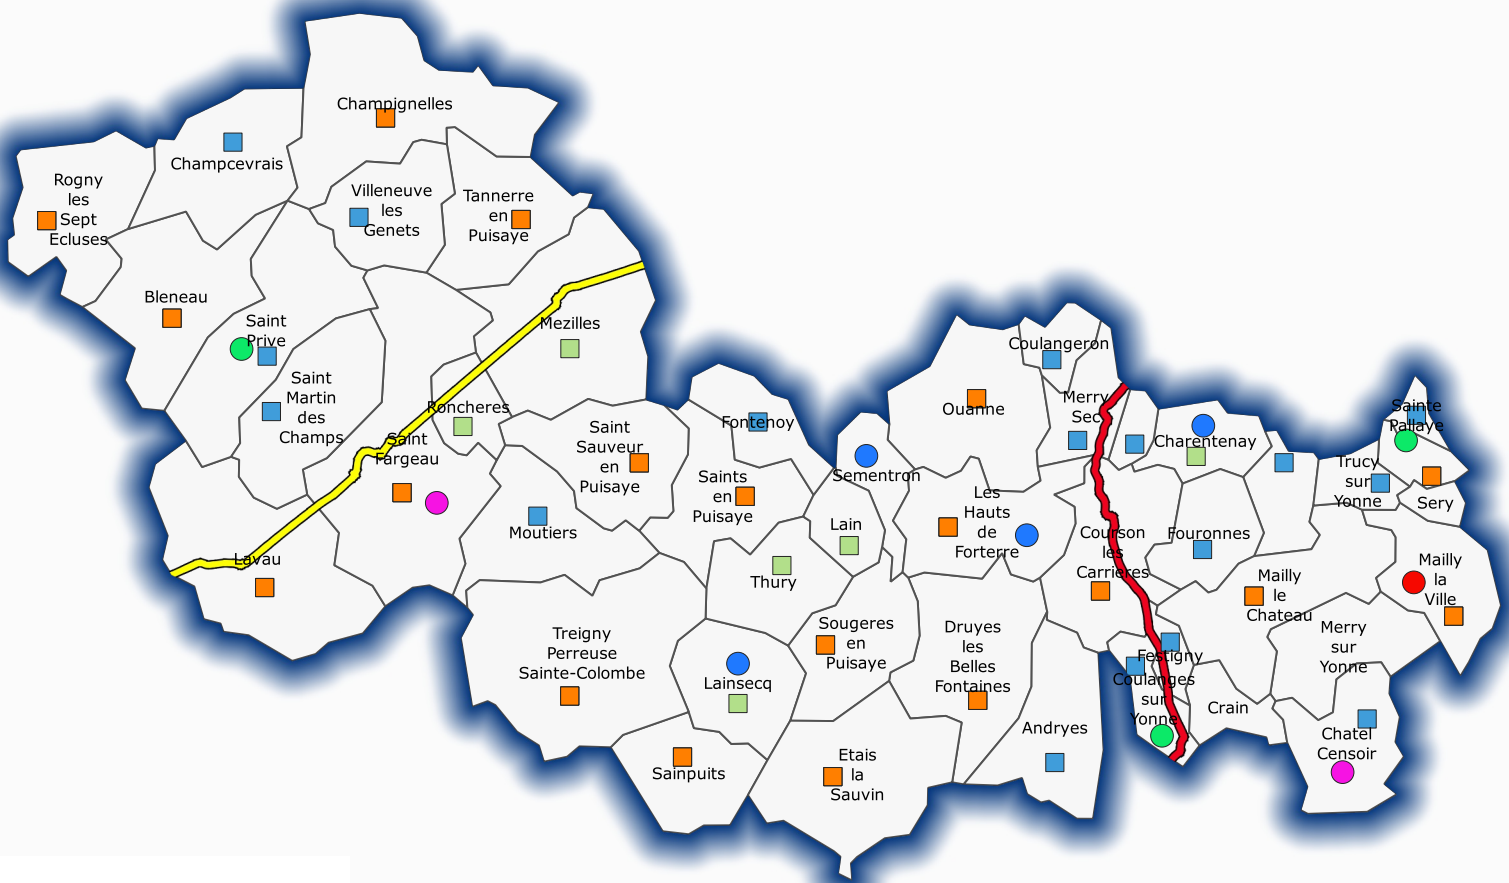 Champignelles
Champcevrais
Rogny
les
Sept
Ecluses
Villeneuve
les
Genets
Tannerre
en
Puisaye
Bleneau
Saint
Prive
Mezilles
Saint
Martin
des
Champs
Roncheres
Saint
Fargeau
Lavau
Saint
Sauveur
en
Puisaye
Moutiers
Fontenoy
Saints
en
Puisaye
Sementron
Lain
Thury
Treigny
Perreuse
Sainte-Colombe
Lainsecq
Sainpuits
Sougeres
en
Puisaye
Etais
la
Sauvin
Ouanne
Coulangeron
Merry
Sec
Les
Hauts
de
Forterre
Druyes
les
Belles
Fontaines
Andryes
Courson
les
Carrieres
Charentenay
Fouronnes
Festigny
Coulanges
sur
Yonne
Crain
Mailly
le
Chateau
Trucy
sur
Yonne
Sainte
Pallaye
Sery
Mailly
la
Ville
Merry
sur
Yonne
Chatel
Censoir